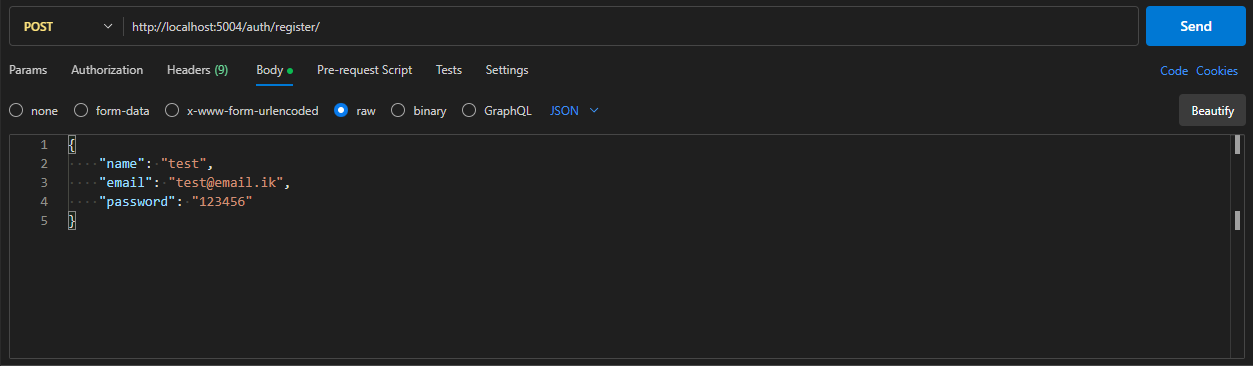 POST http://localhost:5004/auth/register/ Send
Params Authorization Headers (9) Body Pre-request Script Tests Settings Code Cookies
none form-data x-www-form-urlencoded raw binary GraphQL JSON Beautify
1 {
2 "name": "test",
3 "email": "test@email.ik",
4 "password": "123456"
5 }